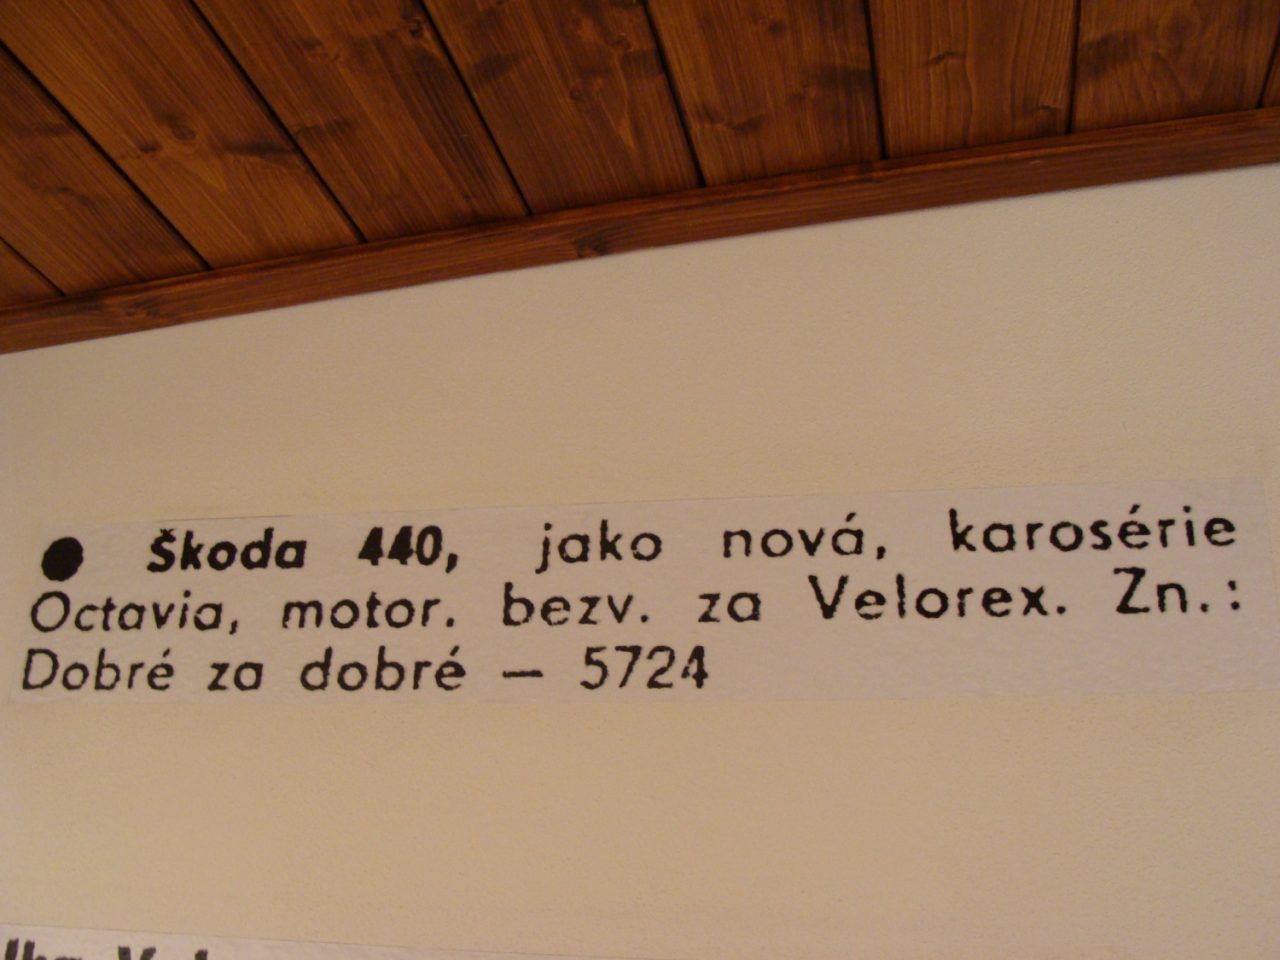 ● Škoda 440, jako nová, karosérie
Octavia, motor. bezv. za Velorex. Zn.:
Dobré za dobré — 5724